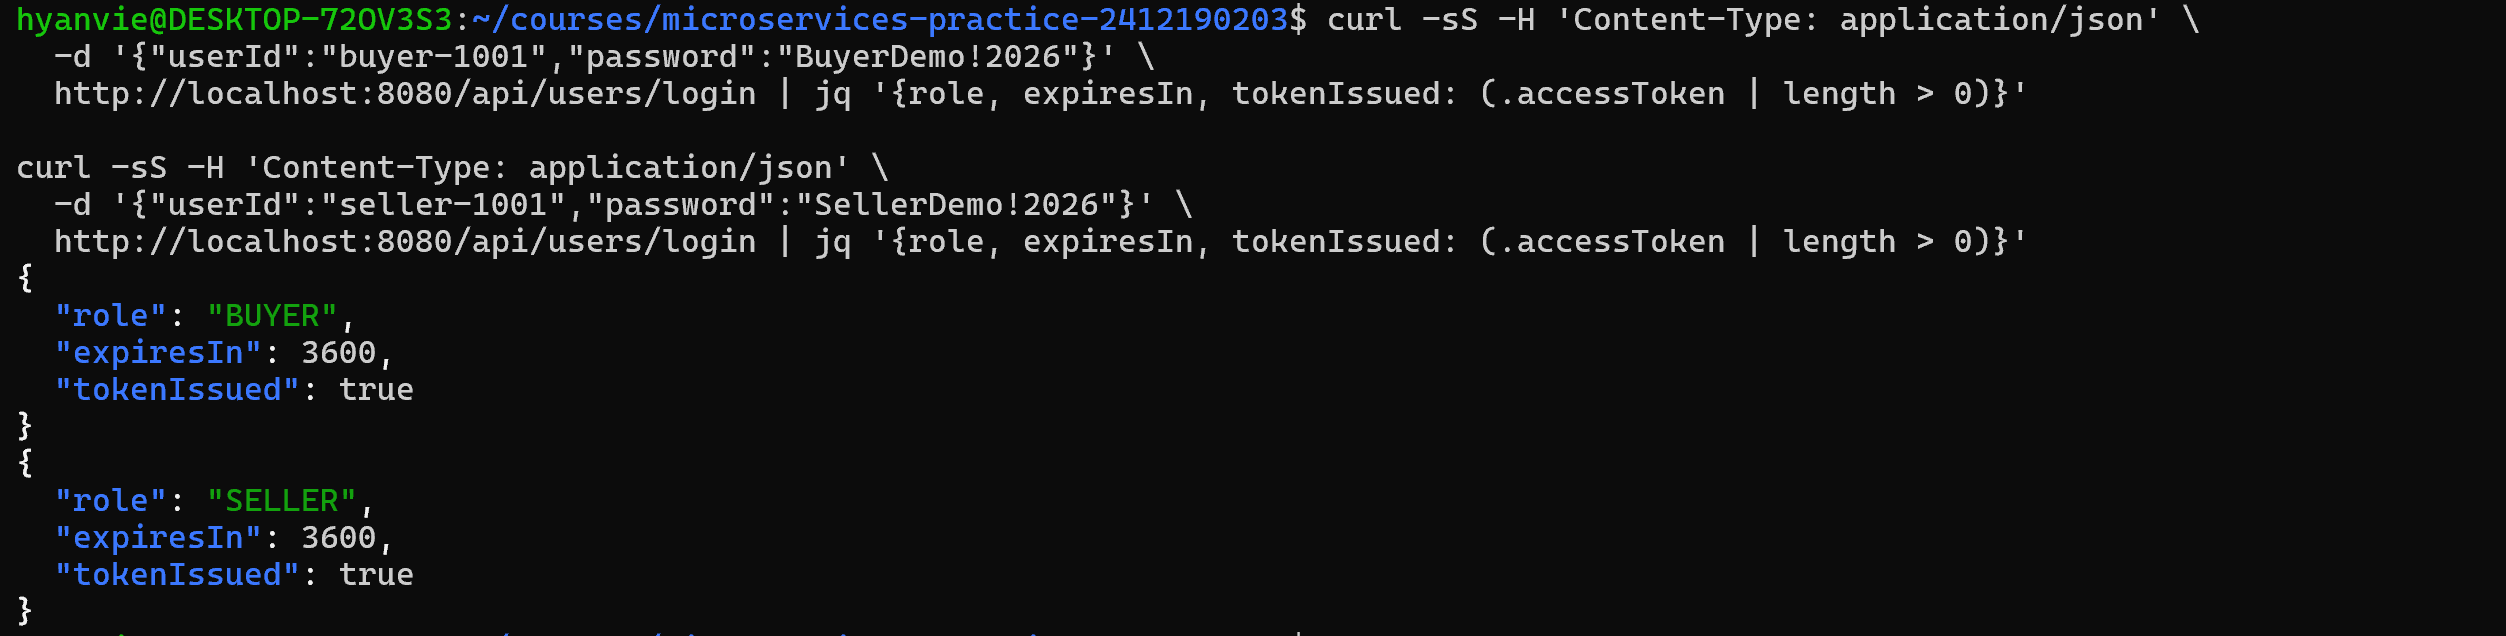 hyanvie@DESKTOP-72OV3S3:~/courses/microservices-practice-2412190203$ curl -sS -H 'Content-Type: application/json' \
  -d '{"userId":"buyer-1001","password":"BuyerDemo!2026"}' \
  http://localhost:8080/api/users/login | jq '{role, expiresIn, tokenIssued: (.accessToken | length > 0)}'

curl -sS -H 'Content-Type: application/json' \
  -d '{"userId":"seller-1001","password":"SellerDemo!2026"}' \
  http://localhost:8080/api/users/login | jq '{role, expiresIn, tokenIssued: (.accessToken | length > 0)}'
{
  "role": "BUYER",
  "expiresIn": 3600,
  "tokenIssued": true
}
{
  "role": "SELLER",
  "expiresIn": 3600,
  "tokenIssued": true
}